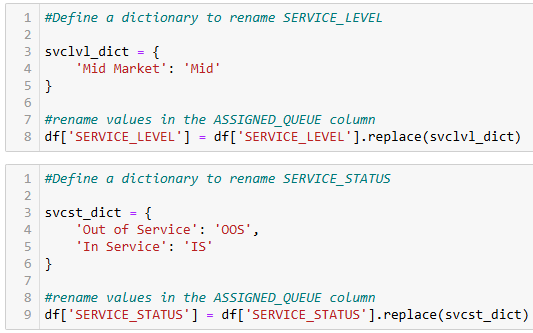 1 #Define a dictionary to rename SERVICE_LEVEL
2
3 svclvl_dict = {
4     'Mid Market': 'Mid'
5 }
6
7 #rename values in the ASSIGNED_QUEUE column
8 df['SERVICE_LEVEL'] = df['SERVICE_LEVEL'].replace(svclvl_dict)
1 #Define a dictionary to rename SERVICE_STATUS
2
3 svcst_dict = {
4     'Out of Service': 'OOS',
5     'In Service': 'IS'
6 }
7
8 #rename values in the ASSIGNED_QUEUE column
9 df['SERVICE_STATUS'] = df['SERVICE_STATUS'].replace(svcst_dict)